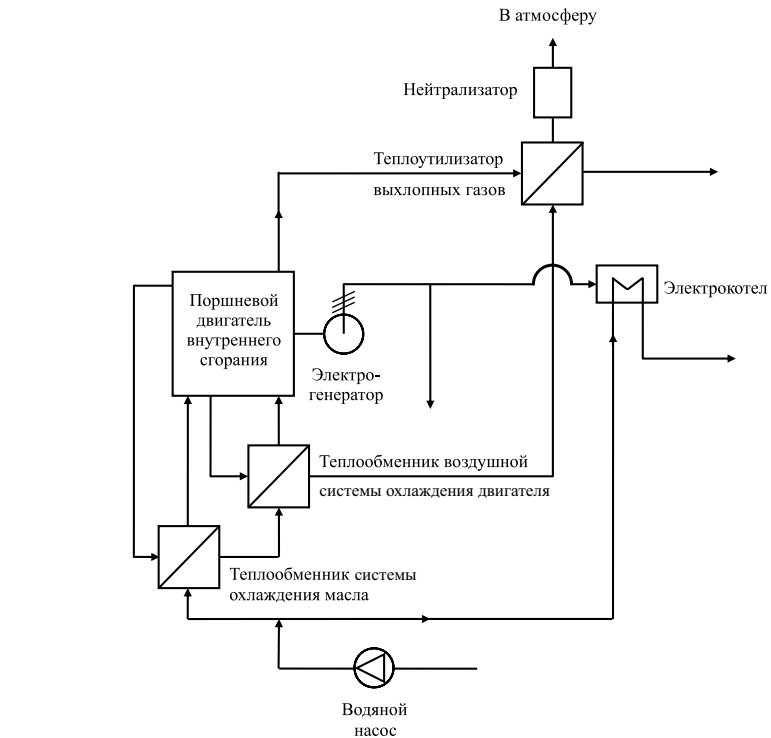 В атмосферу
Нейтрализатор
Теплоутилизатор
выхлопных газов
Электрокотел
Поршневой
двигатель
внутреннего
сгорания
Электро-
генератор
Теплообменник воздушной
системы охлаждения двигателя
Теплообменник системы
охлаждения масла
Водяной
насос